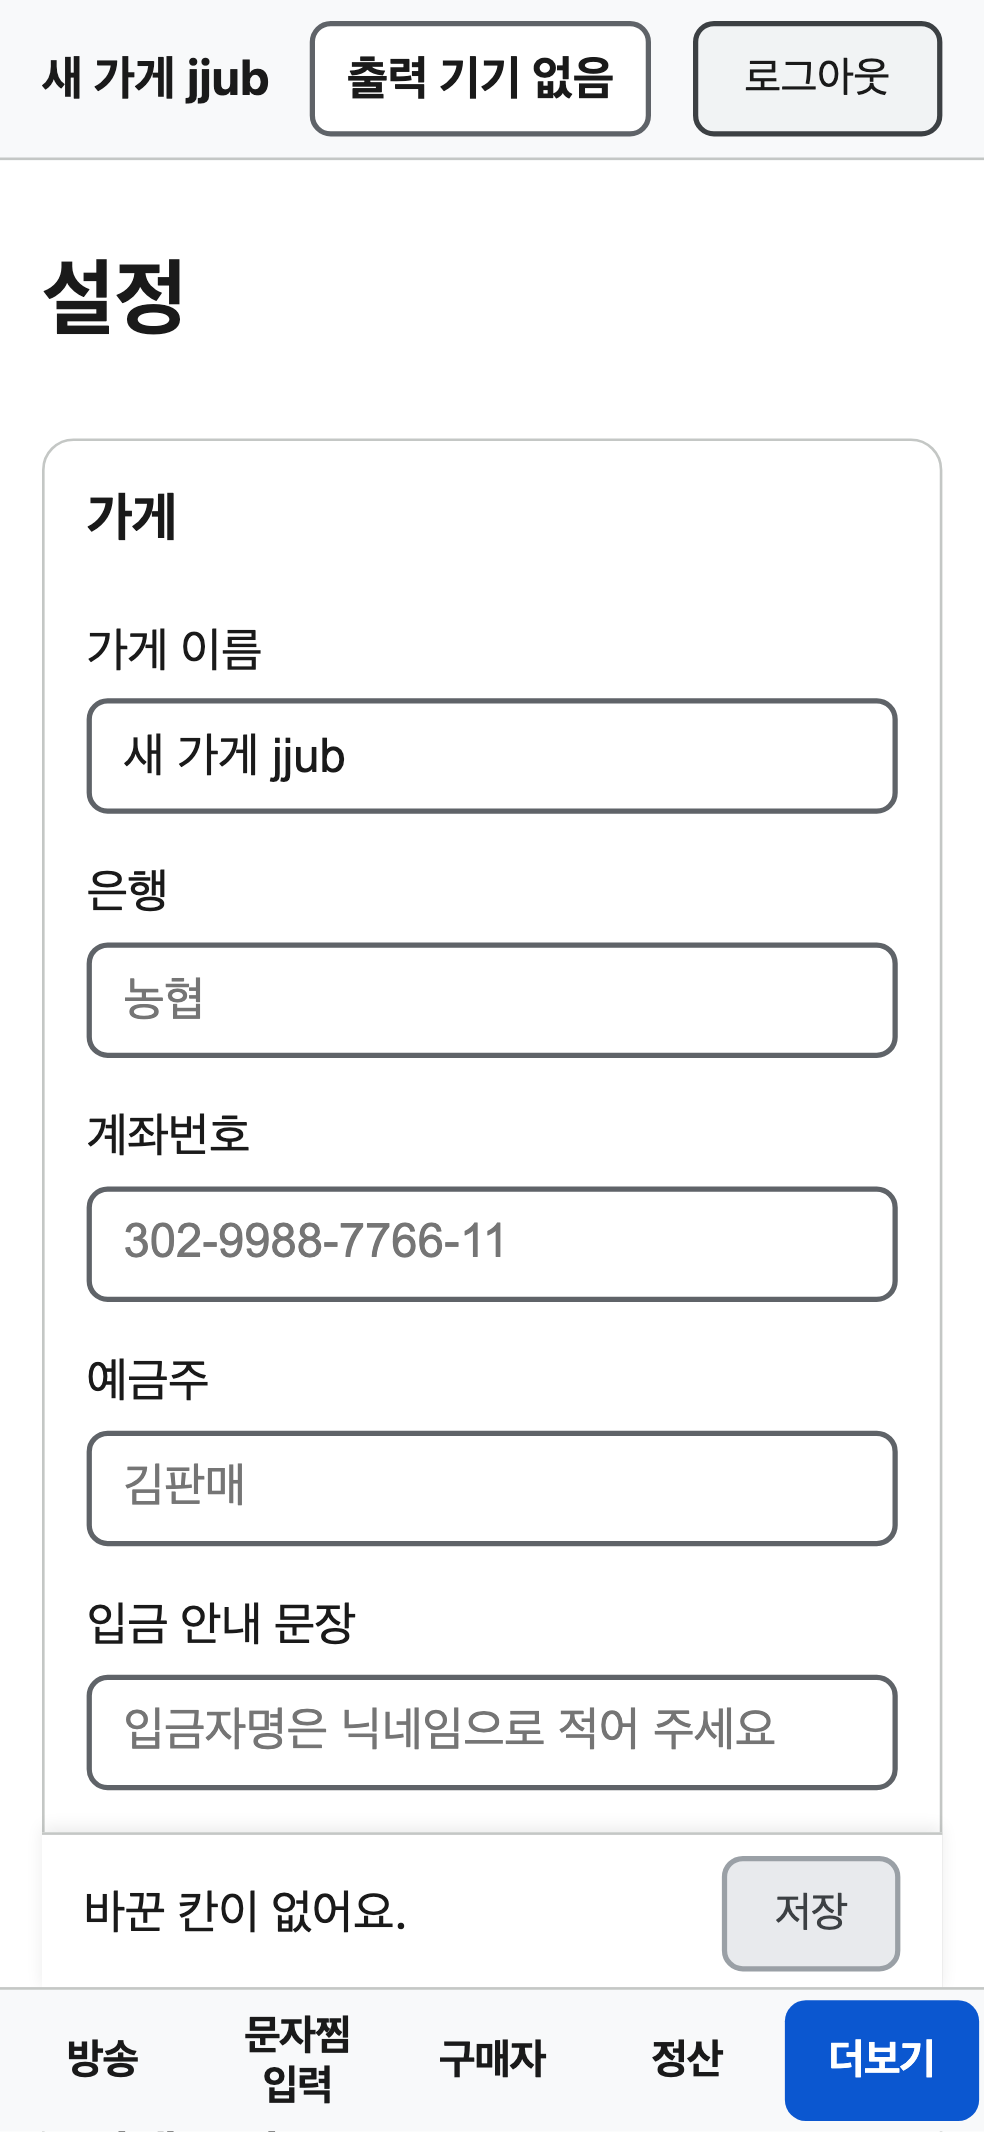 새 가게 jjub
출력 기기 없음
로그아웃
설정
가게
가게 이름
새 가게 jjub
은행
농협
계좌번호
302-9988-7766-11
예금주
김판매
입금 안내 문장
입금자명은 닉네임으로 적어 주세요
바꾼 칸이 없어요.
저장
방송
문자찜
입력
구매자
정산
더보기